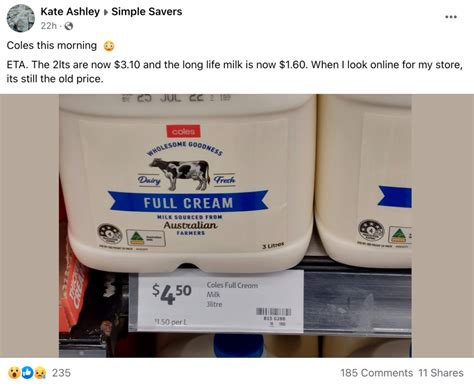 Kate Ashley ▸ Simple Savers
22h ·
Coles this morning
ETA. The 2lts are now $3.10 and the long life milk is now $1.60. When I look online for my store,
its still the old price.
25 JUL 22
coles
WHOLESOME GOODNESS
Dairy Fresh
FULL CREAM
MILK SOURCED FROM
Australian
FARMERS
3 Litres
$4.50
Coles Full Cream
Milk
3litre
$1.50 per L
235
185 Comments 11 Shares